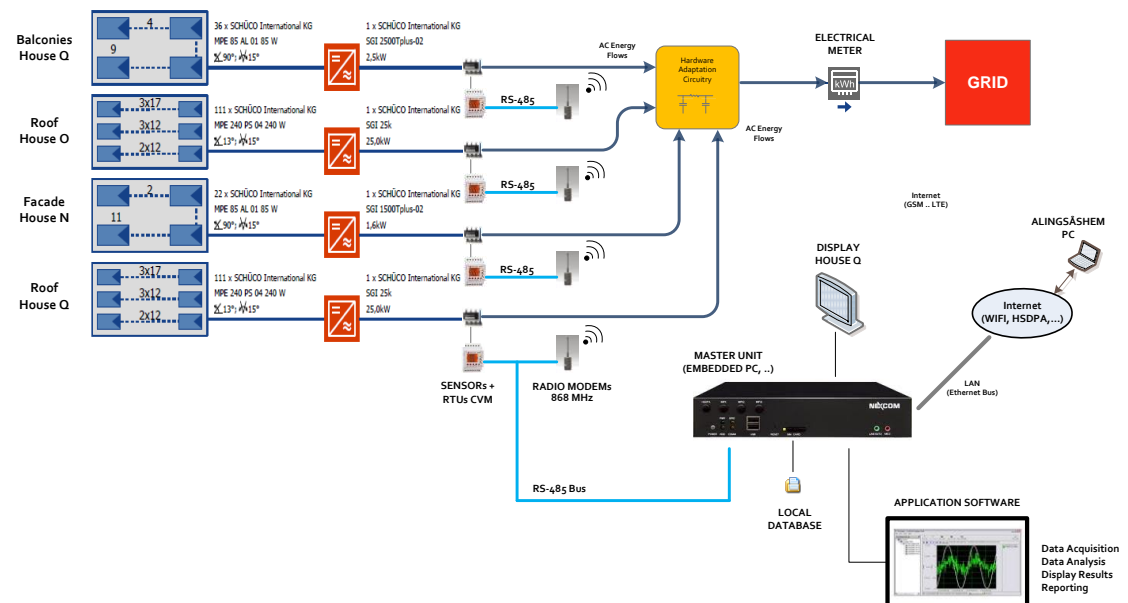 Balconies
House Q
4
9
36 x SCHÜCO International KG
MPE 85 AL 01 85 W
90°; 15°
1 x SCHÜCO International KG
SGI 2500Tplus-02
2,5kW
RS-485
AC Energy
Flows
Hardware
Adaptation
Circuitry
ELECTRICAL
METER
kWh
GRID
Roof
House O
3x17
3x12
2x12
111 x SCHÜCO International KG
MPE 240 PS 04 240 W
13°; 15°
1 x SCHÜCO International KG
SGI 25k
25,0kW
RS-485
AC Energy
Flows
Facade
House N
2
11
22 x SCHÜCO International KG
MPE 85 AL 01 85 W
90°; 15°
1 x SCHÜCO International KG
SGI 1500Tplus-02
1,6kW
RS-485
Internet
(GSM .. LTE)
ALINGSÅSHEM
PC
DISPLAY
HOUSE Q
Internet
(WIFI, HSDPA,...)
Roof
House Q
3x17
3x12
2x12
111 x SCHÜCO International KG
MPE 240 PS 04 240 W
13°; 15°
1 x SCHÜCO International KG
SGI 25k
25,0kW
SENSORs +
RTUs CVM
RADIO MODEMs
868 MHz
MASTER UNIT
(EMBEDDED PC, ..)
NEXCOM
LAN
(Ethernet Bus)
RS-485 Bus
LOCAL
DATABASE
APPLICATION SOFTWARE
Data Acquisition
Data Analysis
Display Results
Reporting